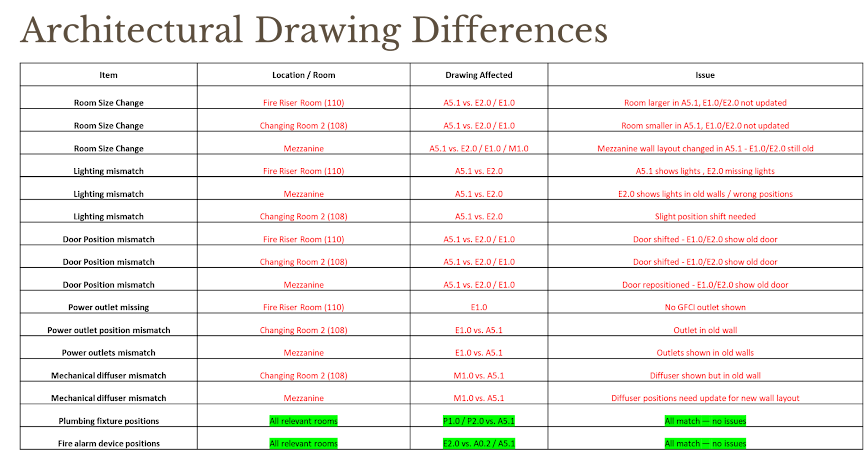 Architectural Drawing Differences
Item Location / Room Drawing Affected Issue
Room Size Change Fire Riser Room (110) A5.1 vs. E2.0 / E1.0 Room larger in A5.1, E1.0/E2.0 not updated
Room Size Change Changing Room 2 (108) A5.1 vs. E2.0 / E1.0 Room smaller in A5.1, E1.0/E2.0 not updated
Room Size Change Mezzanine A5.1 vs. E2.0 / E1.0 / M1.0 Mezzanine wall layout changed in A5.1 - E1.0/E2.0 still old
Lighting mismatch Fire Riser Room (110) A5.1 vs. E2.0 A5.1 shows lights , E2.0 missing lights
Lighting mismatch Mezzanine A5.1 vs. E2.0 E2.0 shows lights in old walls / wrong positions
Lighting mismatch Changing Room 2 (108) A5.1 vs. E2.0 Slight position shift needed
Door Position mismatch Fire Riser Room (110) A5.1 vs. E2.0 / E1.0 Door shifted - E1.0/E2.0 show old door
Door Position mismatch Changing Room 2 (108) A5.1 vs. E2.0 / E1.0 Door shifted - E1.0/E2.0 show old door
Door Position mismatch Mezzanine A5.1 vs. E2.0 / E1.0 Door repositioned - E1.0/E2.0 show old door
Power outlet missing Fire Riser Room (110) E1.0 No GFCI outlet shown
Power outlet position mismatch Changing Room 2 (108) E1.0 vs. A5.1 Outlet in old wall
Power outlets mismatch Mezzanine E1.0 vs. A5.1 Outlets shown in old walls
Mechanical diffuser mismatch Changing Room 2 (108) M1.0 vs. A5.1 Diffuser shown but in old wall
Mechanical diffuser mismatch Mezzanine M1.0 vs. A5.1 Diffuser positions need update for new wall layout
Plumbing fixture positions All relevant rooms P1.0 / P2.0 vs. A5.1 All match — no issues
Fire alarm device positions All relevant rooms E2.0 vs. A0.2 / A5.1 All match — no issues